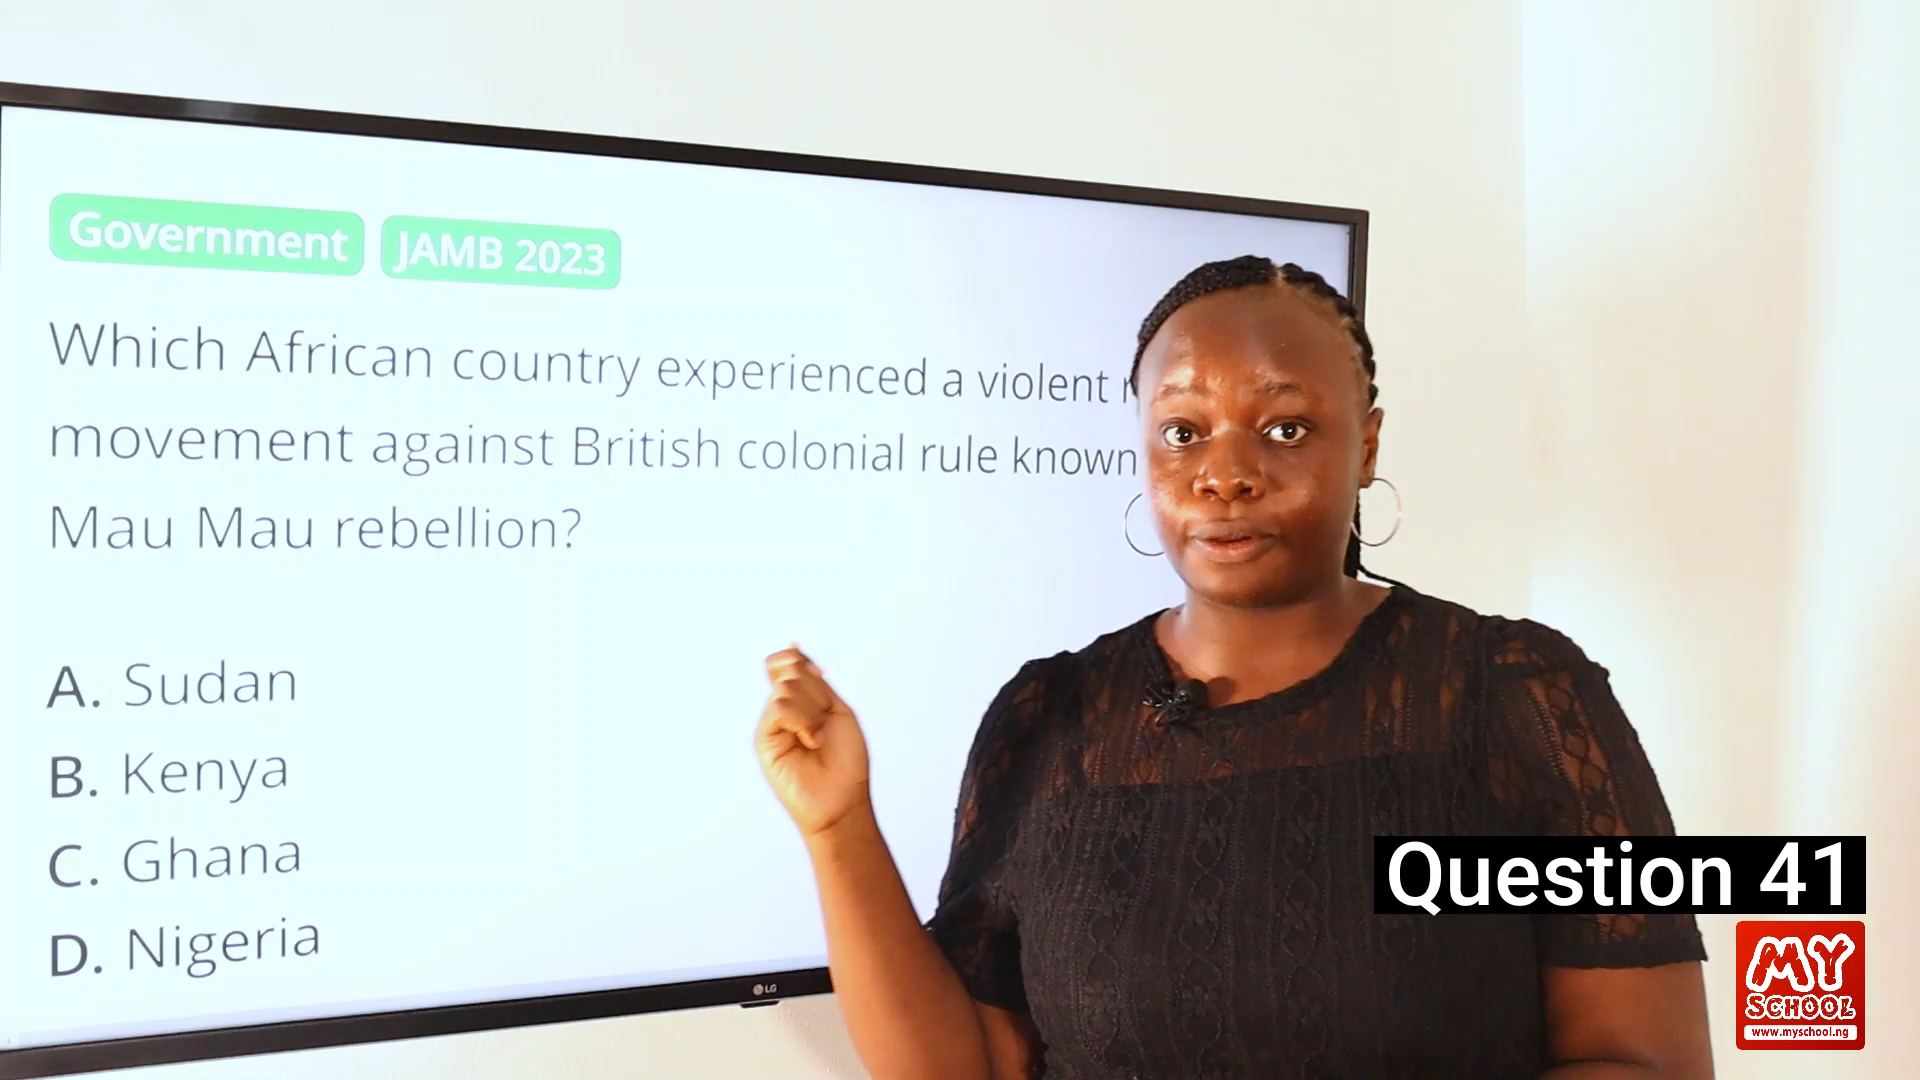 Government JAMB 2023
Which African country experienced a violent
movement against British colonial rule known
Mau Mau rebellion?
A. Sudan
B. Kenya
C. Ghana
D. Nigeria
LG
Question 41
MY
SCHOOL
www.myschool.ng